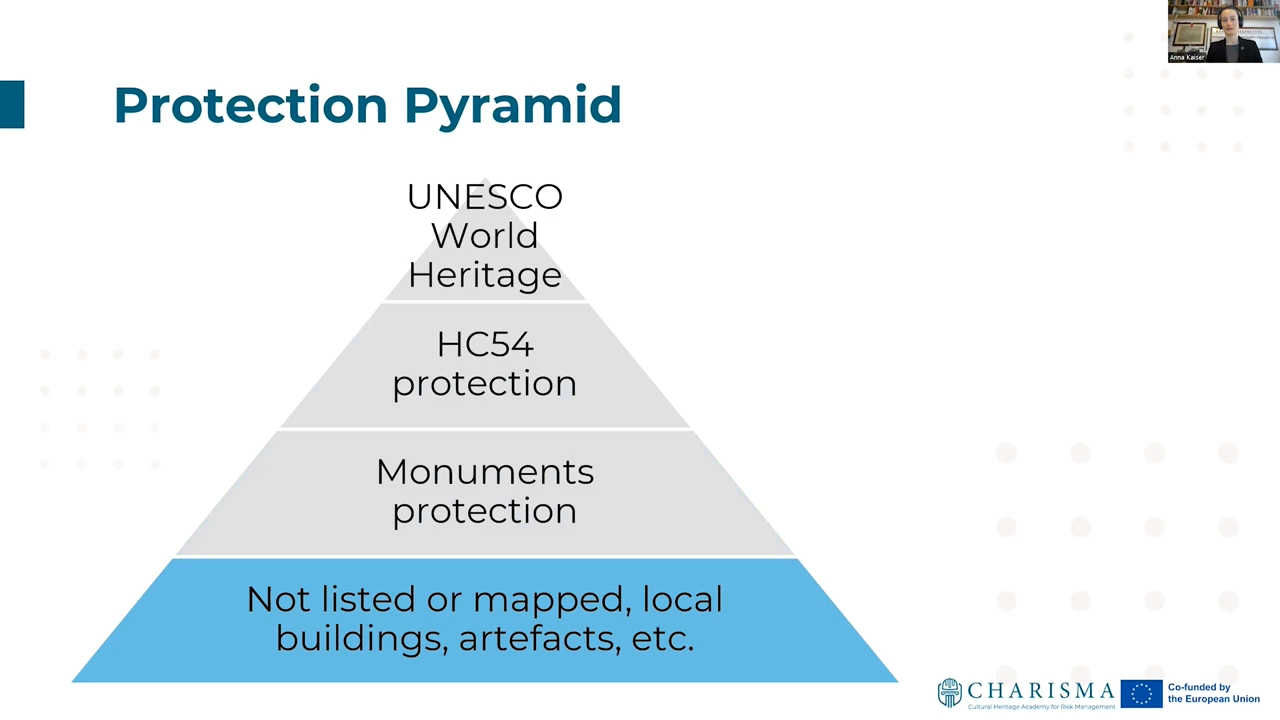 Anna Kaiser
Protection Pyramid
UNESCO
World
Heritage
HC54
protection
Monuments
protection
Not listed or mapped, local
buildings, artefacts, etc.
CHARISMA
Cultural Heritage Academy for Risk Management
Co-funded by
the European Union